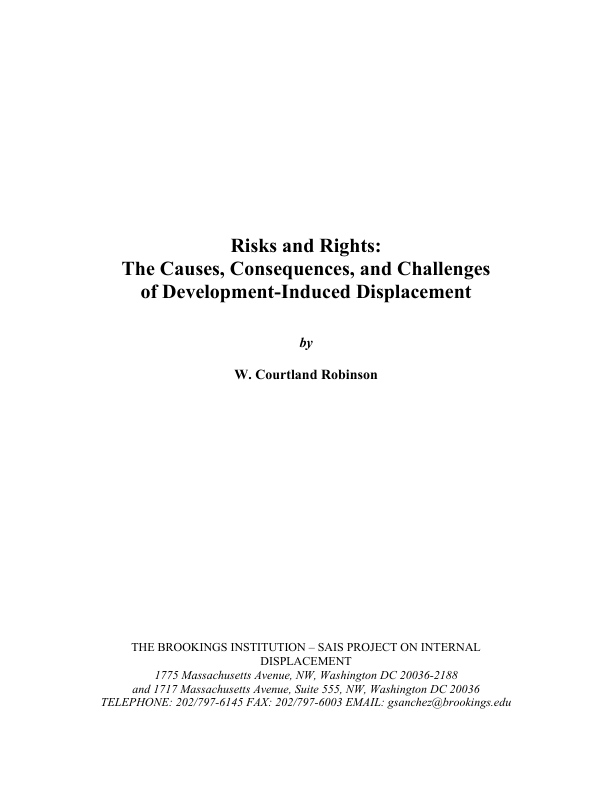 Risks and Rights:
The Causes, Consequences, and Challenges
of Development-Induced Displacement
by
W. Courtland Robinson
THE BROOKINGS INSTITUTION – SAIS PROJECT ON INTERNAL
DISPLACEMENT
1775 Massachusetts Avenue, NW, Washington DC 20036-2188
and 1717 Massachusetts Avenue, Suite 555, NW, Washington DC 20036
TELEPHONE: 202/797-6145 FAX: 202/797-6003 EMAIL: gsanchez@brookings.edu